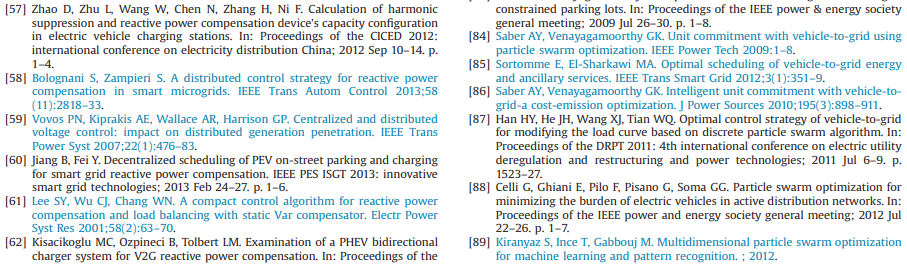 [57] Zhao D, Zhu L, Wang W, Chen N, Zhang H, Ni F. Calculation of harmonic
suppression and reactive power compensation device's capacity configuration
in electric vehicle charging stations. In: Proceedings of the CICED 2012:
international conference on electricity distribution China; 2012 Sep 10–14. p.
1–4.
[58] Bolognani S, Zampieri S. A distributed control strategy for reactive power
compensation in smart microgrids. IEEE Trans Autom Control 2013;58
(11):2818–33.
[59] Vovos PN, Kiprakis AE, Wallace AR, Harrison GP. Centralized and distributed
voltage control: impact on distributed generation penetration. IEEE Trans
Power Syst 2007;22(1):476–83.
[60] Jiang B, Fei Y. Decentralized scheduling of PEV on-street parking and charging
for smart grid reactive power compensation. IEEE PES ISGT 2013: innovative
smart grid technologies; 2013 Feb 24–27. p. 1–6.
[61] Lee SY, Wu CJ, Chang WN. A compact control algorithm for reactive power
compensation and load balancing with static Var compensator. Electr Power
Syst Res 2001;58(2):63–70.
[62] Kisacikoglu MC, Ozpineci B, Tolbert LM. Examination of a PHEV bidirectional
charger system for V2G reactive power compensation. In: Proceedings of the
constrained parking lots. In: Proceedings of the IEEE power & energy society
general meeting; 2009 Jul 26–30. p. 1–8.
[84] Saber AY, Venayagamoorthy GK. Unit commitment with vehicle-to-grid using
particle swarm optimization. IEEE Power Tech 2009:1–8.
[85] Sortomme E, El-Sharkawi MA. Optimal scheduling of vehicle-to-grid energy
and ancillary services. IEEE Trans Smart Grid 2012;3(1):351–9.
[86] Saber AY, Venayagamoorthy GK. Intelligent unit commitment with vehicle-to-
grid-a cost-emission optimization. J Power Sources 2010;195(3):898–911.
[87] Han HY, He JH, Wang XJ, Tian WQ. Optimal control strategy of vehicle-to-grid
for modifying the load curve based on discrete particle swarm algorithm. In:
Proceedings of the DRPT 2011: 4th international conference on electric utility
deregulation and restructuring and power technologies; 2011 Jul 6–9. p.
1523–27.
[88] Celli G, Ghiani E, Pilo F, Pisano G, Soma GG. Particle swarm optimization for
minimizing the burden of electric vehicles in active distribution networks. In:
Proceedings of the IEEE power and energy society general meeting; 2012 Jul
22–26. p. 1–7.
[89] Kiranyaz S, Ince T, Gabbouj M. Multidimensional particle swarm optimization
for machine learning and pattern recognition. ; 2012.